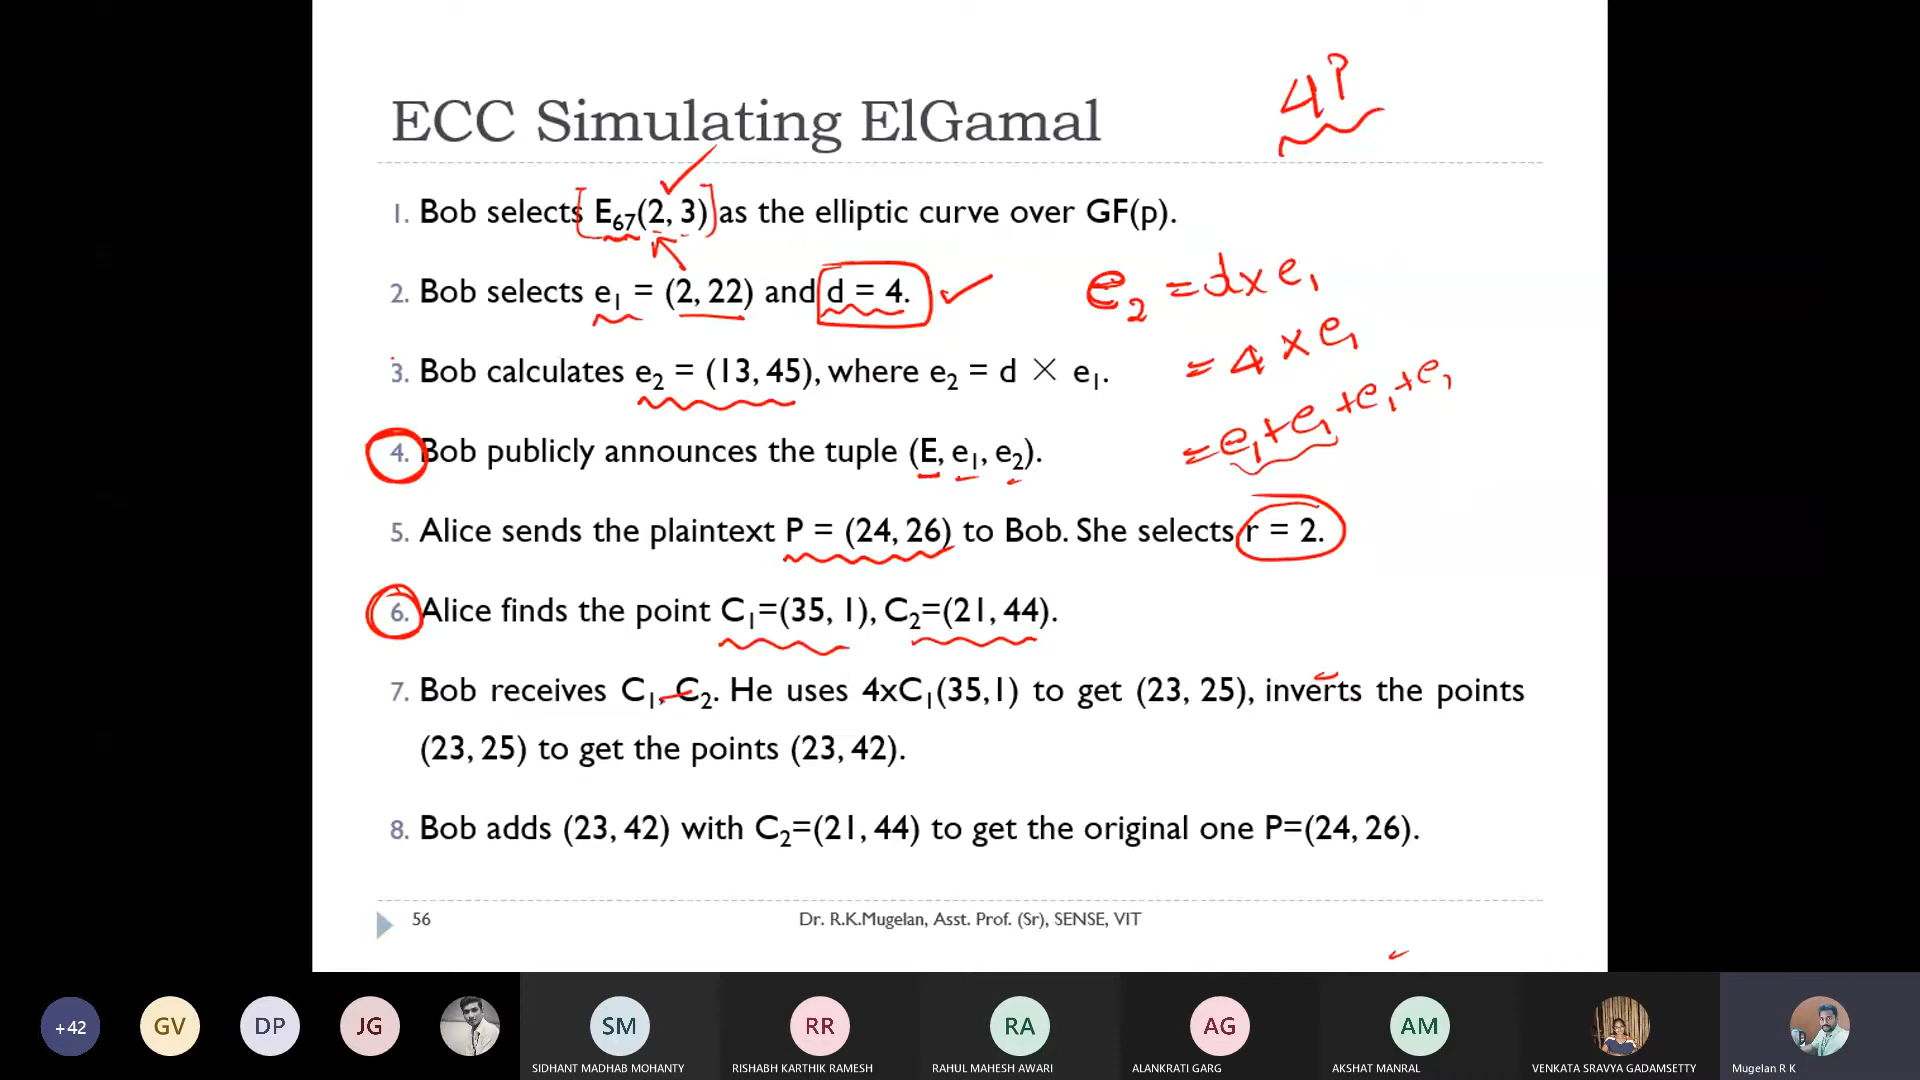 ECC Simulating ElGamal
4P
1. Bob selects E67(2, 3) as the elliptic curve over GF(p).
2. Bob selects e1 = (2, 22) and d = 4.
e2 = d x e1
3. Bob calculates e2 = (13, 45), where e2 = d × e1.
= 4 x e1
= e1 + e1 + e1 + e1
4. Bob publicly announces the tuple (E, e1, e2).
5. Alice sends the plaintext P = (24, 26) to Bob. She selects r = 2.
6. Alice finds the point C1=(35, 1), C2=(21, 44).
7. Bob receives C1, C2. He uses 4xC1(35,1) to get (23, 25), inverts the points
(23, 25) to get the points (23, 42).
8. Bob adds (23, 42) with C2=(21, 44) to get the original one P=(24, 26).
56 Dr. R.K.Mugelan, Asst. Prof. (Sr), SENSE, VIT
+42 GV DP JG SM RR RA AG AM
SIDHANT MADHAB MOHANTY RISHABH KARTHIK RAMESH RAHUL MAHESH AWARI ALANKRATI GARG AKSHAT MANRAL VENKATA SRAVYA GADAMSETTY Mugelan R K